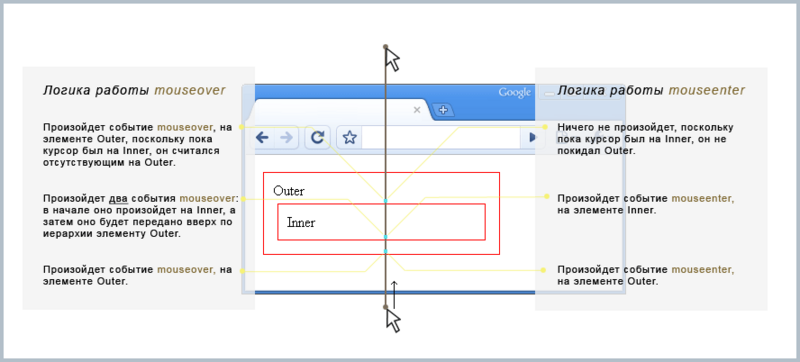 Логика работы mouseover
Произойдет событие mouseover, на
элементе Outer, поскольку пока
курсор был на Inner, он считался
отсутствующим на Outer.
Произойдет два события mouseover:
в начале оно произойдет на Inner, а
затем оно будет передано вверх по
иерархии элементу Outer.
Произойдет событие mouseover, на
элементе Outer.
Google
Outer
Inner
Логика работы mouseenter
Ничего не произойдет, поскольку
пока курсор был на Inner, он не
покидал Outer.
Произойдет событие mouseenter,
на элементе Inner.
Произойдет событие mouseenter,
на элементе Outer.